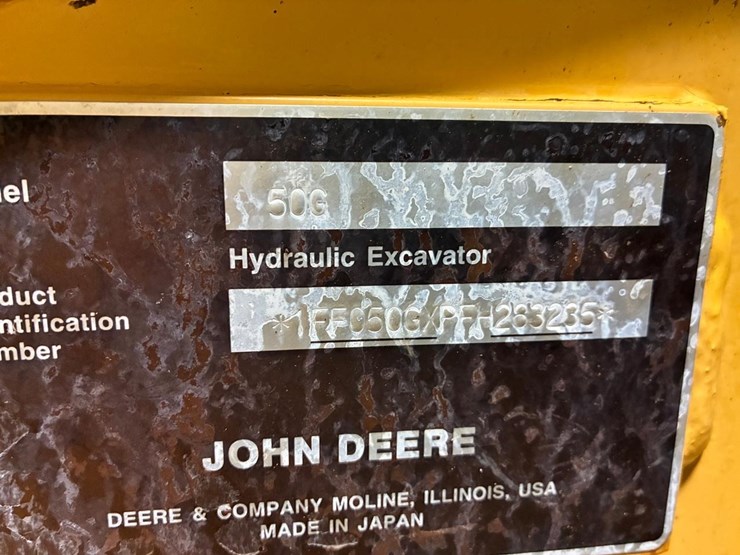 el
50G
Hydraulic Excavator
duct
ntification
mber
*1FF050GXPFH283235*
JOHN DEERE
DEERE & COMPANY MOLINE, ILLINOIS, USA
MADE IN JAPAN